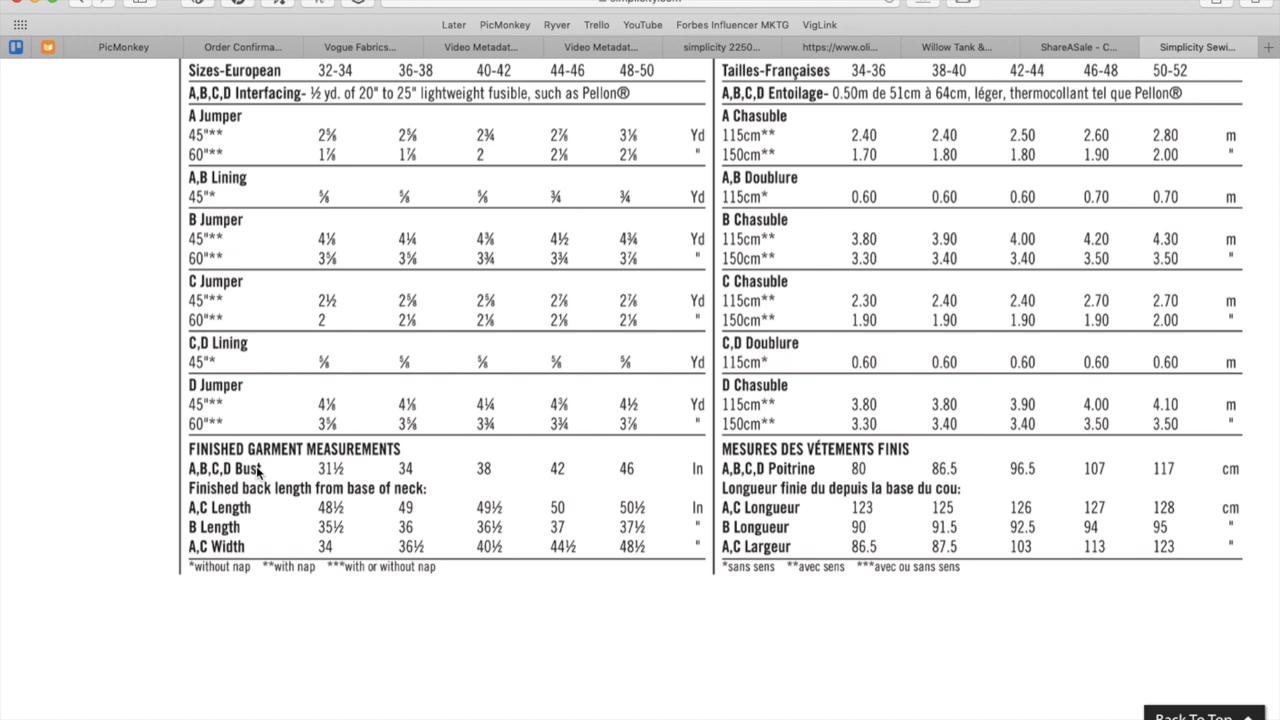 simplicity.com
Later PicMonkey Ryver Trello YouTube Forbes Influencer MKTG VigLink
PicMonkey Order Confirma... Vogue Fabrics... Video Metadat... Video Metadat... simplicity 2250... https://www.oli... Willow Tank &... ShareASale - C... Simplicity Sewi...
Sizes-European 32-34 36-38 40-42 44-46 48-50
A,B,C,D Interfacing- ½ yd. of 20" to 25" lightweight fusible, such as Pellon®
A Jumper
45"** 2⅝ 2⅝ 2¾ 2⅞ 3⅛ Yd
60"** 1⅞ 1⅞ 2 2⅛ 2⅛ "
A,B Lining
45"* ⅝ ⅝ ⅝ ¾ ¾ Yd
B Jumper
45"** 4⅛ 4¼ 4⅜ 4½ 4¾ Yd
60"** 3⅝ 3⅝ 3¾ 3¾ 3⅞ "
C Jumper
45"** 2½ 2⅝ 2⅝ 2⅞ 2⅞ Yd
60"** 2 2⅛ 2⅛ 2⅛ 2⅛ "
C,D Lining
45"* ⅝ ⅝ ⅝ ⅝ ⅝ Yd
D Jumper
45"** 4⅛ 4⅛ 4¼ 4⅜ 4½ Yd
60"** 3⅝ 3⅝ 3¾ 3¾ 3⅞ "
FINISHED GARMENT MEASUREMENTS
A,B,C,D Bust 31½ 34 38 42 46 In
Finished back length from base of neck:
A,C Length 48½ 49 49½ 50 50½ In
B Length 35½ 36 36½ 37 37½ "
A,C Width 34 36½ 40½ 44½ 48½ "
*without nap **with nap ***with or without nap
Tailles-Françaises 34-36 38-40 42-44 46-48 50-52
A,B,C,D Entoilage- 0.50m de 51cm à 64cm, léger, thermocollant tel que Pellon®
A Chasuble
115cm** 2.40 2.40 2.50 2.60 2.80 m
150cm** 1.70 1.80 1.80 1.90 2.00 "
A,B Doublure
115cm* 0.60 0.60 0.60 0.70 0.70 m
B Chasuble
115cm** 3.80 3.90 4.00 4.20 4.30 m
150cm** 3.30 3.40 3.40 3.50 3.50 "
C Chasuble
115cm** 2.30 2.40 2.40 2.70 2.70 m
150cm** 1.90 1.90 1.90 1.90 2.00 "
C,D Doublure
115cm* 0.60 0.60 0.60 0.60 0.60 m
D Chasuble
115cm** 3.80 3.80 3.90 4.00 4.10 m
150cm** 3.30 3.40 3.40 3.50 3.50 "
MESURES DES VÉTEMENTS FINIS
A,B,C,D Poitrine 80 86.5 96.5 107 117 cm
Longueur finie du depuis la base du cou:
A,C Longueur 123 125 126 127 128 cm
B Longueur 90 91.5 92.5 94 95 "
A,C Largeur 86.5 87.5 103 113 123 "
*sans sens **avec sens ***avec ou sans sens
Back To Top